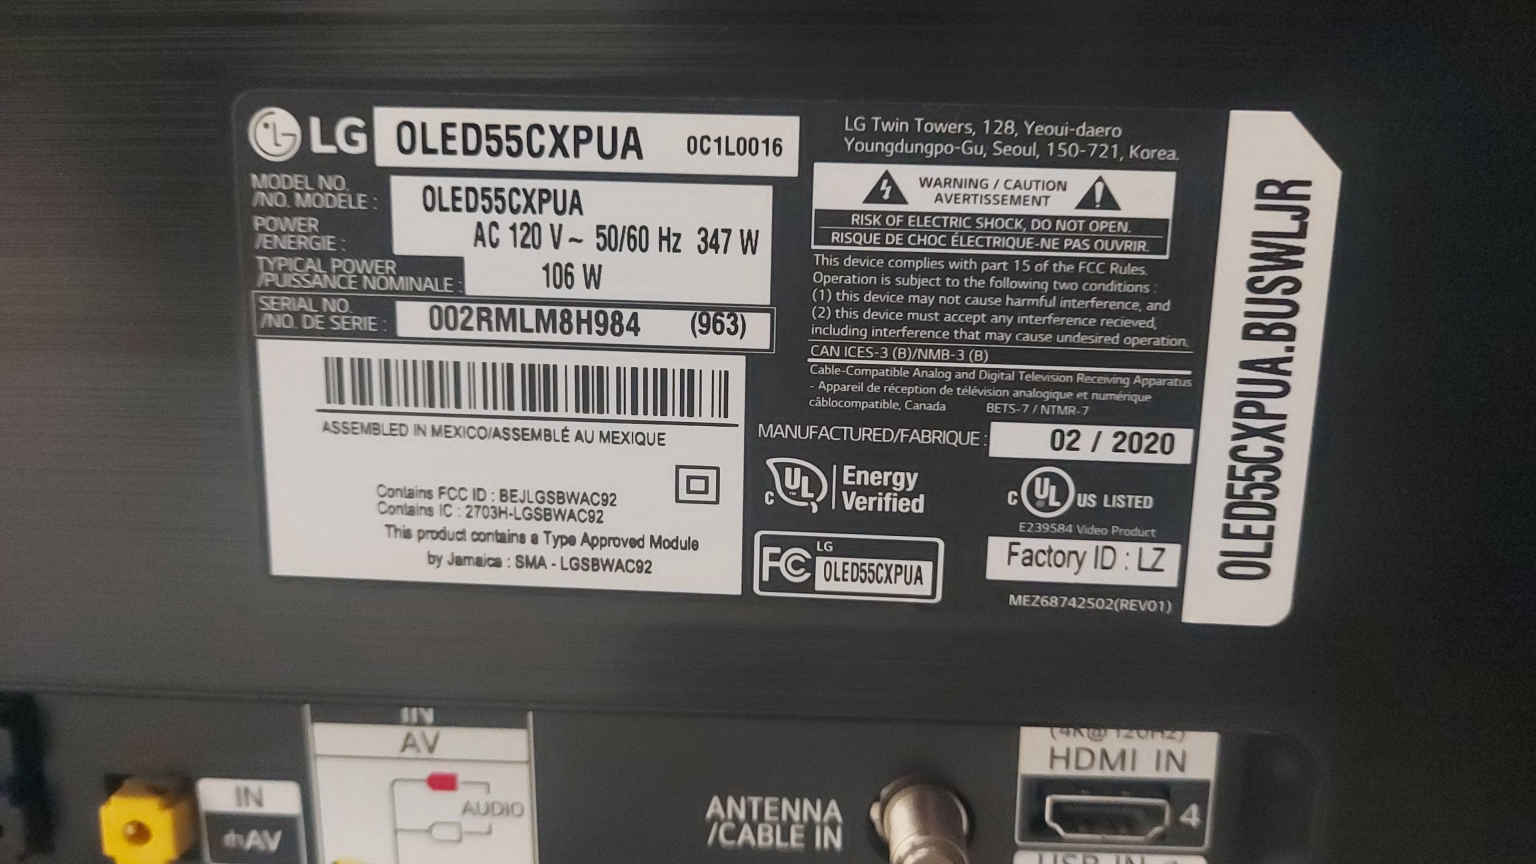 LG OLED55CXPUA 0C1L0016
MODEL NO.
/NO. MODÈLE : OLED55CXPUA
POWER
/ÉNERGIE : AC 120 V ~ 50/60 Hz 347 W
TYPICAL POWER
/PUISSANCE NOMINALE : 106 W
SERIAL NO.
/NO. DE SERIE : 002RMLM8H984 (963)
ASSEMBLED IN MEXICO/ASSEMBLÉ AU MEXIQUE
Contains FCC ID : BEJLGSBWAC92
Contains IC : 2703H-LGSBWAC92
This product contains a Type Approved Module
by Jamaica : SMA - LGSBWAC92
LG Twin Towers, 128, Yeoui-daero
Youngdungpo-Gu, Seoul, 150-721, Korea.
WARNING / CAUTION
AVERTISSEMENT
RISK OF ELECTRIC SHOCK, DO NOT OPEN.
RISQUE DE CHOC ÉLECTRIQUE-NE PAS OUVRIR.
This device complies with part 15 of the FCC Rules.
Operation is subject to the following two conditions :
(1) this device may not cause harmful interference, and
(2) this device must accept any interference recieved,
including interference that may cause undesired operation.
CAN ICES-3 (B)/NMB-3 (B)
Cable-Compatible Analog and Digital Television Receiving Apparatus
- Appareil de réception de télévision analogique et numérique
câblocompatible, Canada BETS-7 / NTMR-7
MANUFACTURED/FABRIQUE : 02 / 2020
C UL Energy
Verified
C UL US LISTED
E239584 Video Product
FC LG
OLED55CXPUA
Factory ID : LZ
MEZ68742502(REV01)
OLED55CXPUA.BUSWLJR
IN
AV
IN
AV
AUDIO
ANTENNA
/CABLE IN
(4K@120Hz)
HDMI IN
4
USB IN